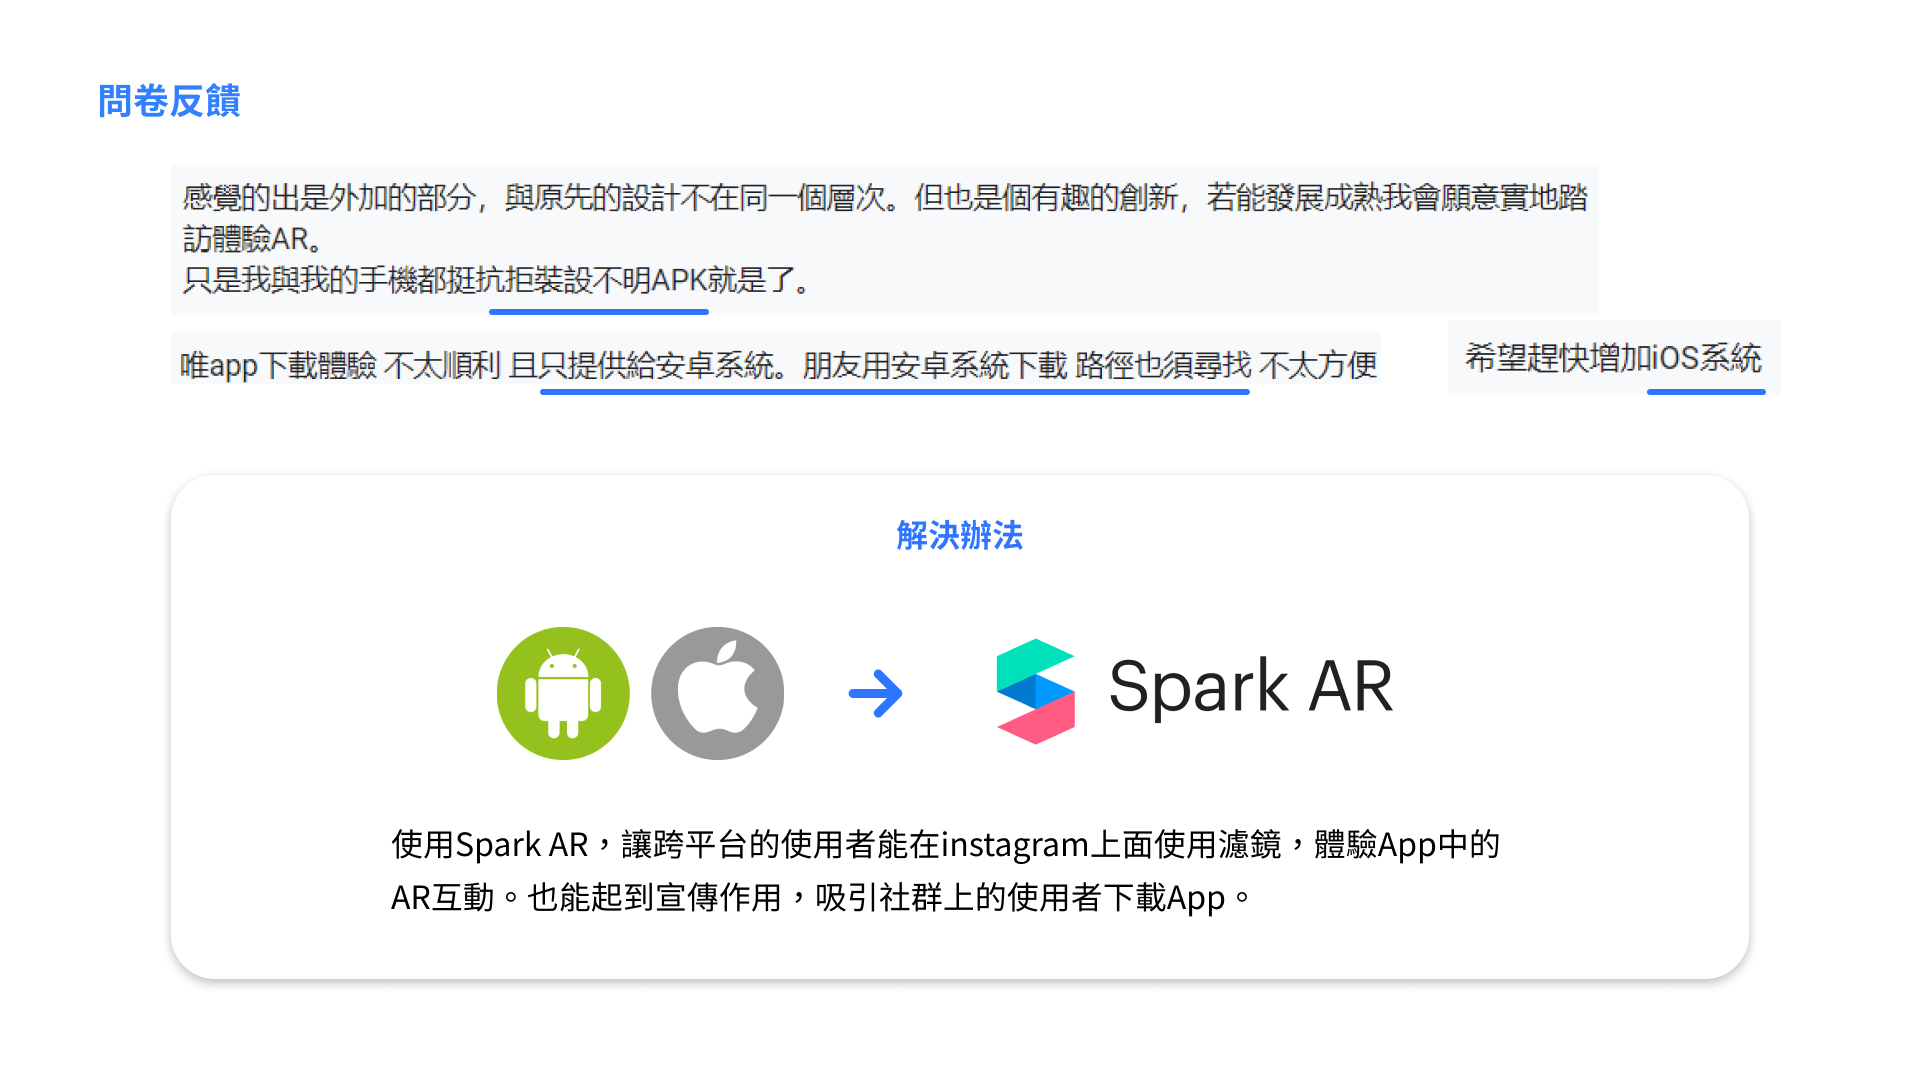 問卷反饋
感覺的出是外加的部分，與原先的設計不在同一個層次。但也是個有趣的創新，若能發展成熟我會願意實地踏
訪體驗AR。
只是我與我的手機都挺抗拒裝設不明APK就是了。
唯app下載體驗 不太順利 且只提供給安卓系統。朋友用安卓系統下載 路徑也須尋找 不太方便
希望趕快增加iOS系統
解決辦法
Spark AR
使用Spark AR，讓跨平台的使用者能在instagram上面使用濾鏡，體驗App中的
AR互動。也能起到宣傳作用，吸引社群上的使用者下載App。